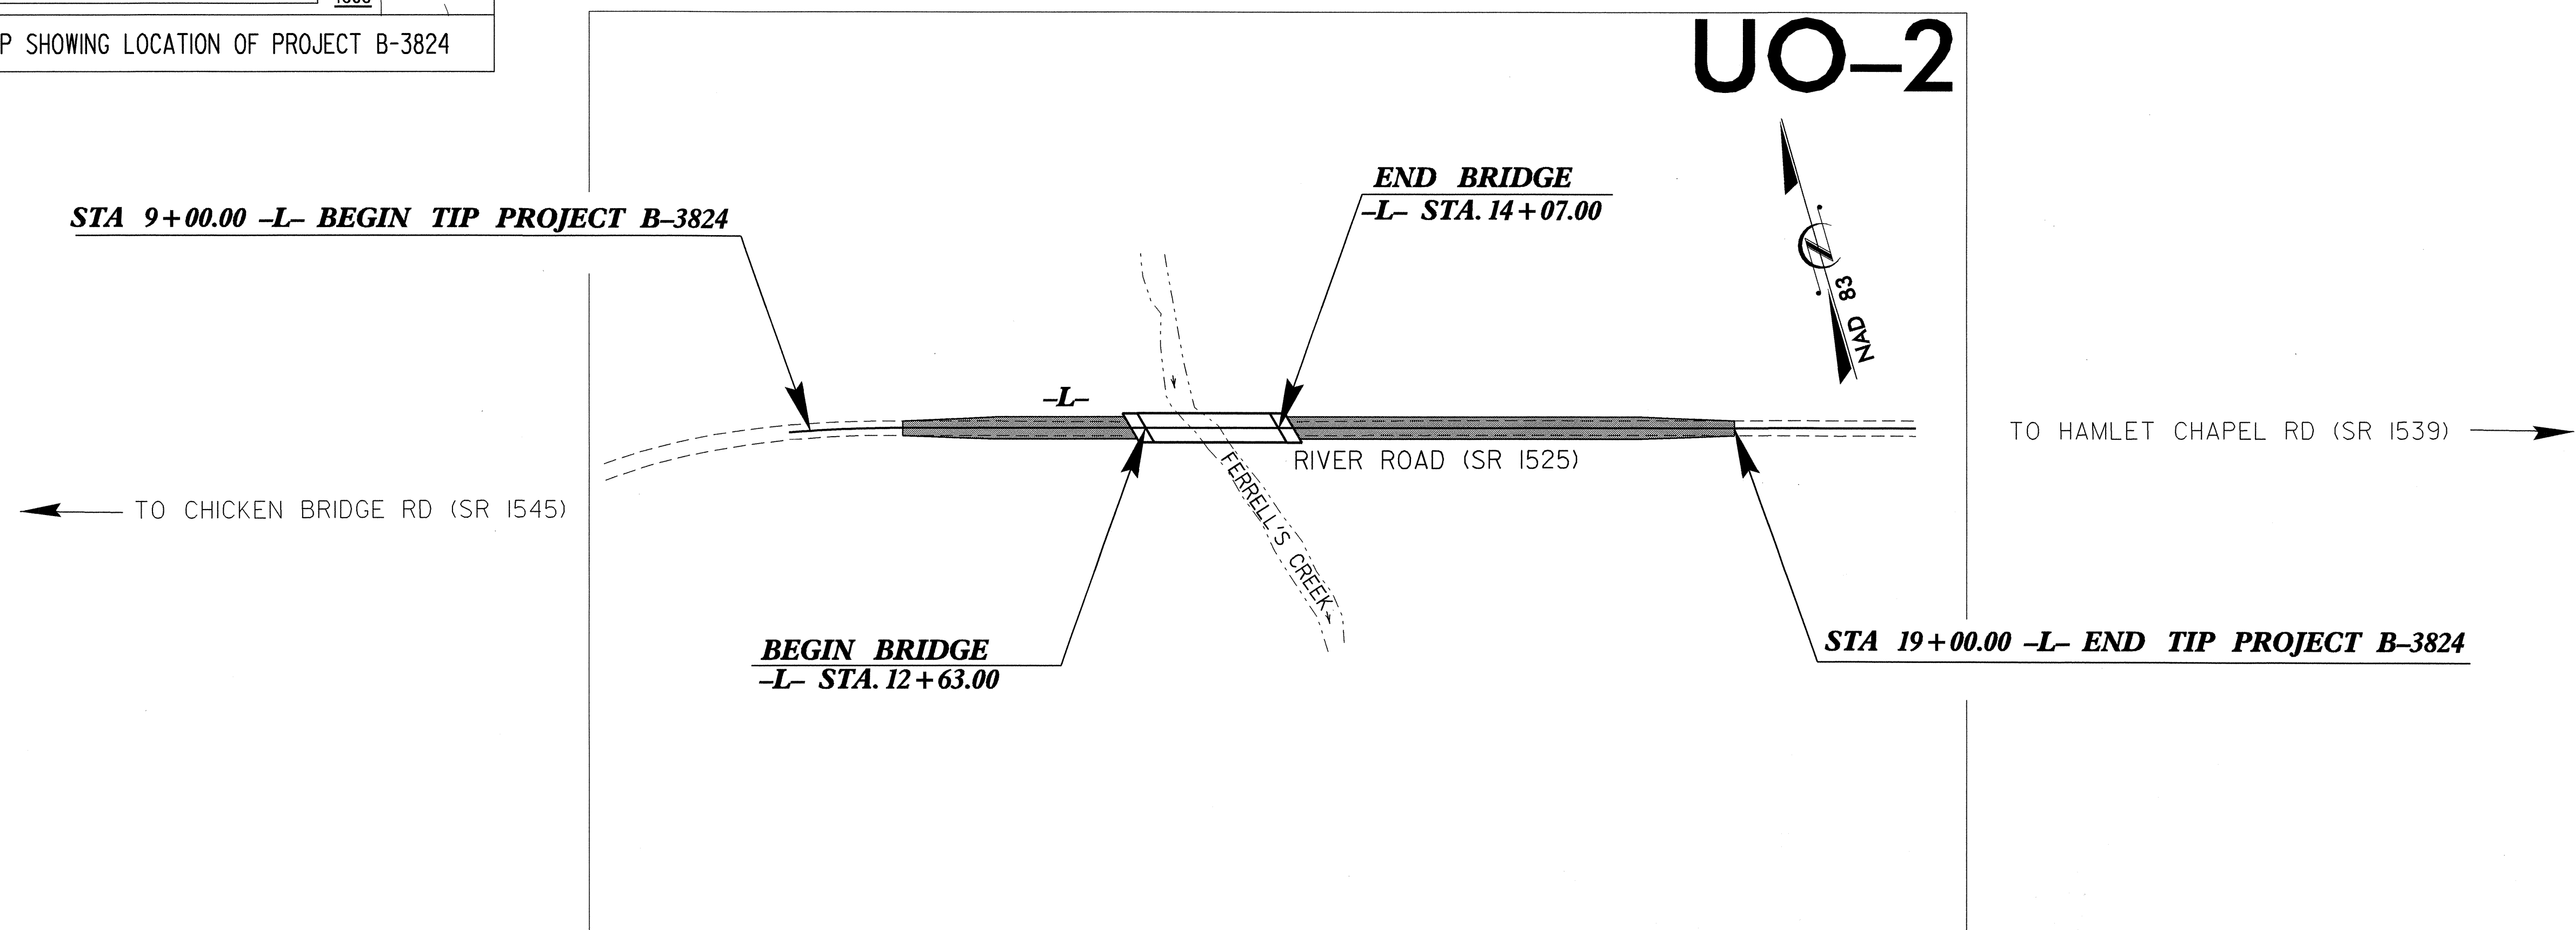 P SHOWING LOCATION OF PROJECT B-3824
UO-2
END BRIDGE
-L- STA. 14+07.00
STA 9+00.00 -L- BEGIN TIP PROJECT B-3824
NAD 83
-L-
TO HAMLET CHAPEL RD (SR 1539)
RIVER ROAD (SR 1525)
TO CHICKEN BRIDGE RD (SR 1545)
FERRELL'S CREEK
BEGIN BRIDGE
-L- STA. 12+63.00
STA 19+00.00 -L- END TIP PROJECT B-3824